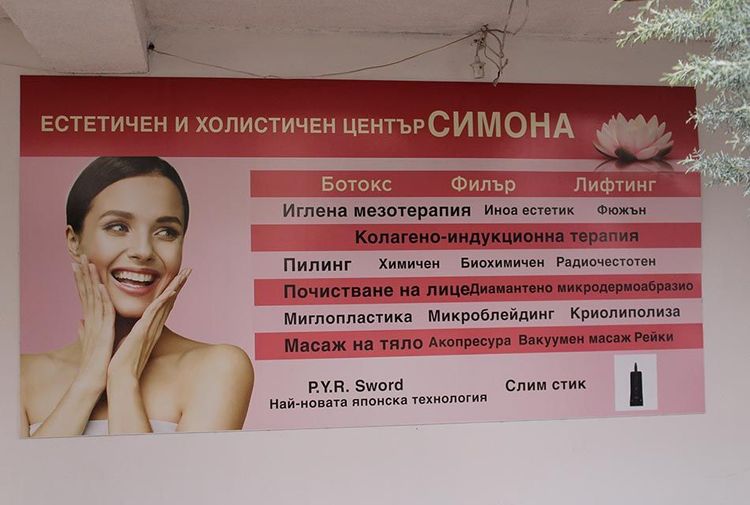 ЕСТЕТИЧЕН И ХОЛИСТИЧЕН ЦЕНТЪР СИМОНА
Ботокс Филър Лифтинг
Иглена мезотерапия Иноа естетик Фюжън
Колагено-индукционна терапия
Пилинг Химичен Биохимичен Радиочестотен
Почистване на лице Диамантено микродермоабразио
Миглопластика Микроблейдинг Криолиполиза
Масаж на тяло Акопресура Вакуумен масаж Рейки
P.Y.R. Sword Слим стик
Най-новата японска технология